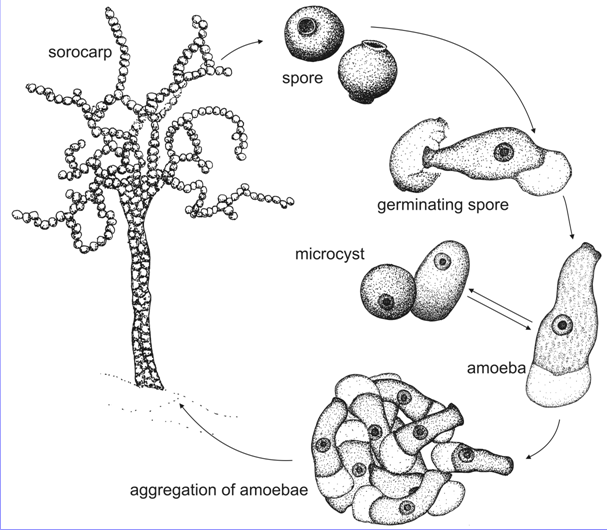 sorocarp
spore
germinating spore
microcyst
amoeba
aggregation of amoebae